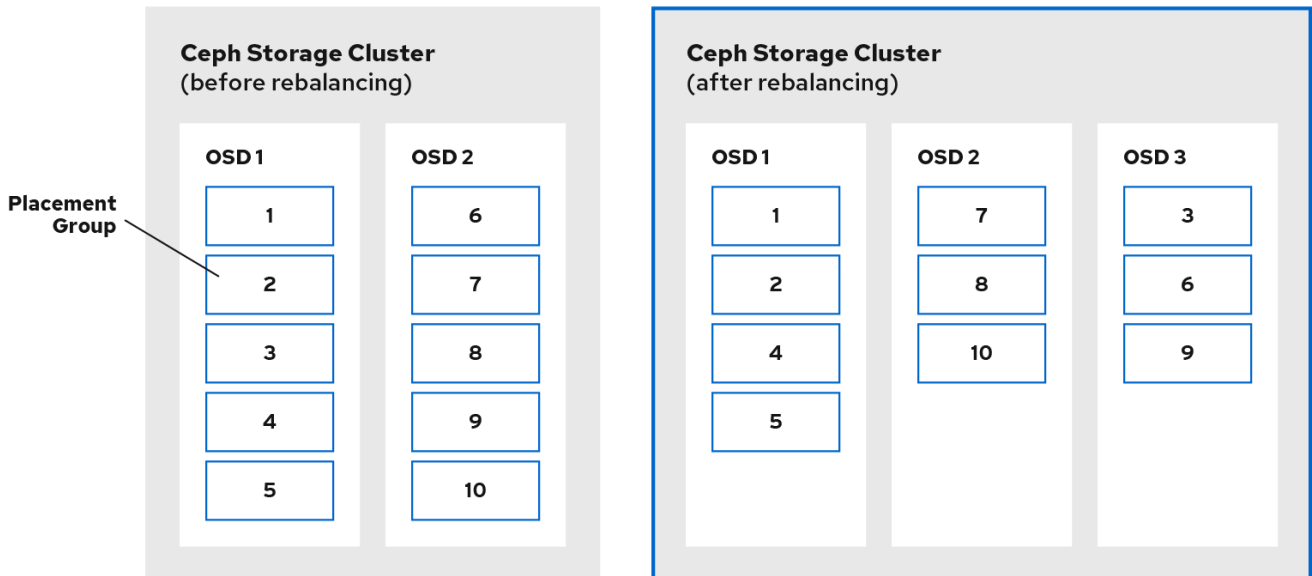 Ceph Storage Cluster
(before rebalancing)
Placement
Group
OSD 1
1
2
3
4
5
OSD 2
6
7
8
9
10
Ceph Storage Cluster
(after rebalancing)
OSD 1
1
2
4
5
OSD 2
7
8
10
OSD 3
3
6
9